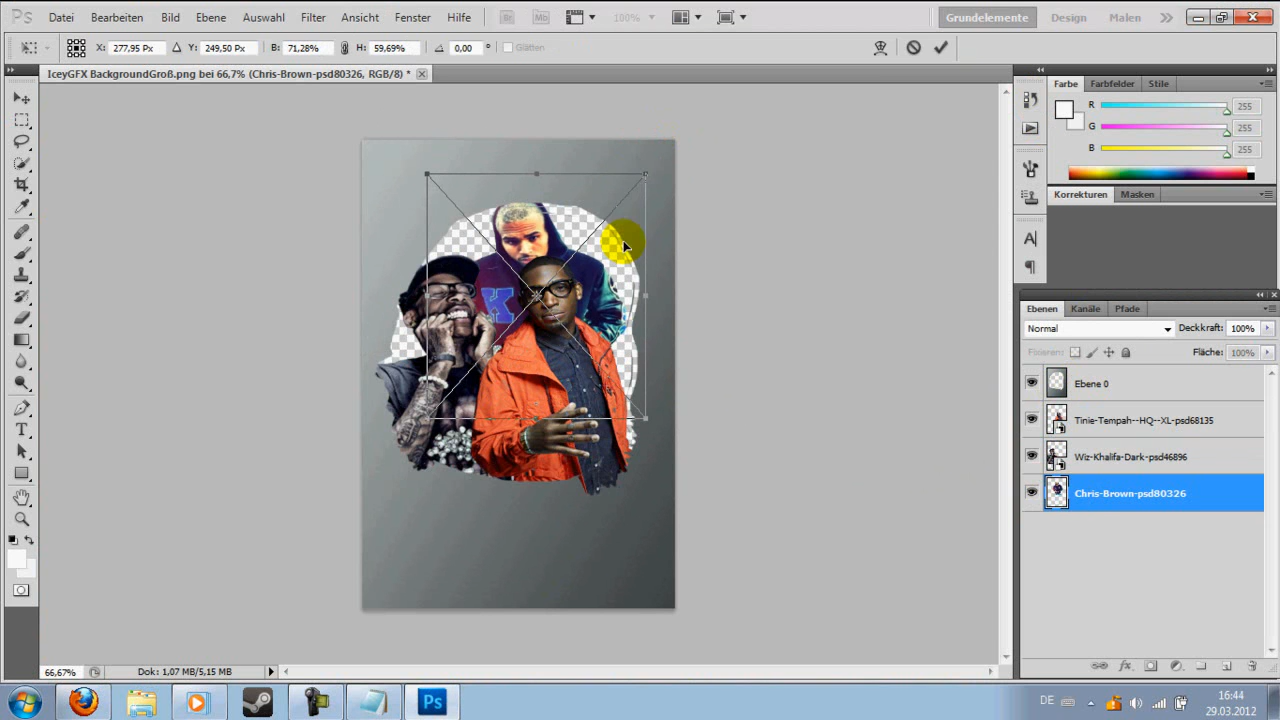 Datei Bearbeiten Bild Ebene Auswahl Filter Ansicht Fenster Hilfe Br Mb 100% Grundelemente Design Malen
X: 277,95 Px Y: 249,50 Px B: 71,28% H: 59,69% 0,00 ° Glätten
IceyGFX BackgroundGroß.png bei 66,7% (Chris-Brown-psd80326, RGB/8) *
Farbe Farbfelder Stile
R 255
G 255
B 255
Korrekturen Masken
Ebenen Kanäle Pfade
Normal Deckkraft: 100%
Fixieren: Fläche: 100%
Ebene 0
Tinie-Tempah--HQ--XL-psd68135
Wiz-Khalifa-Dark-psd46896
Chris-Brown-psd80326
K
66,67% Dok: 1,07 MB/5,15 MB
fx
Ps
DE 16:44
29.03.2012